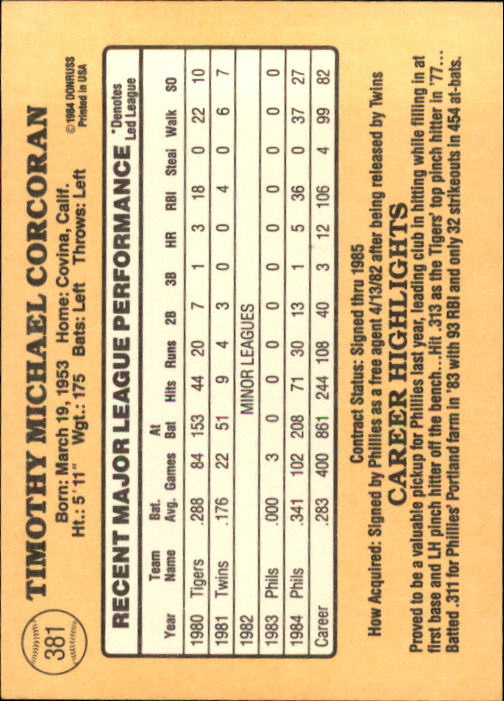 381
TIMOTHY MICHAEL CORCORAN
Born: March 19, 1953 Home: Covina, Calif.
Ht.: 5' 11" Wgt.: 175 Bats: Left Throws: Left
©1984 DONRUSS
Printed in USA
RECENT MAJOR LEAGUE PERFORMANCE *Denotes Led League
Year Team Name Bat. Avg. Games At Bat Hits Runs 2B 3B HR RBI Steal Walk SO
1980 Tigers .288 84 153 44 20 7 1 3 18 0 22 10
1981 Twins .176 22 51 9 4 3 0 0 4 0 6 7
1982 MINOR LEAGUES
1983 Phils .000 3 0 0 0 0 0 0 0 0 0 0
1984 Phils .341 102 208 71 30 13 1 5 36 0 37 27
Career .283 400 861 244 108 40 3 12 106 4 99 82
Contract Status: Signed thru 1985
How Acquired: Signed by Phillies as a free agent 4/13/82 after being released by Twins
CAREER HIGHLIGHTS
Proved to be a valuable pickup for Phillies last year, leading club in hitting while filling in at
first base and LH pinch hitter off the bench...Hit .313 as the Tigers' top pinch hitter in '77...
Batted .311 for Phillies' Portland farm in '83 with 93 RBI and only 32 strikeouts in 454 at-bats.